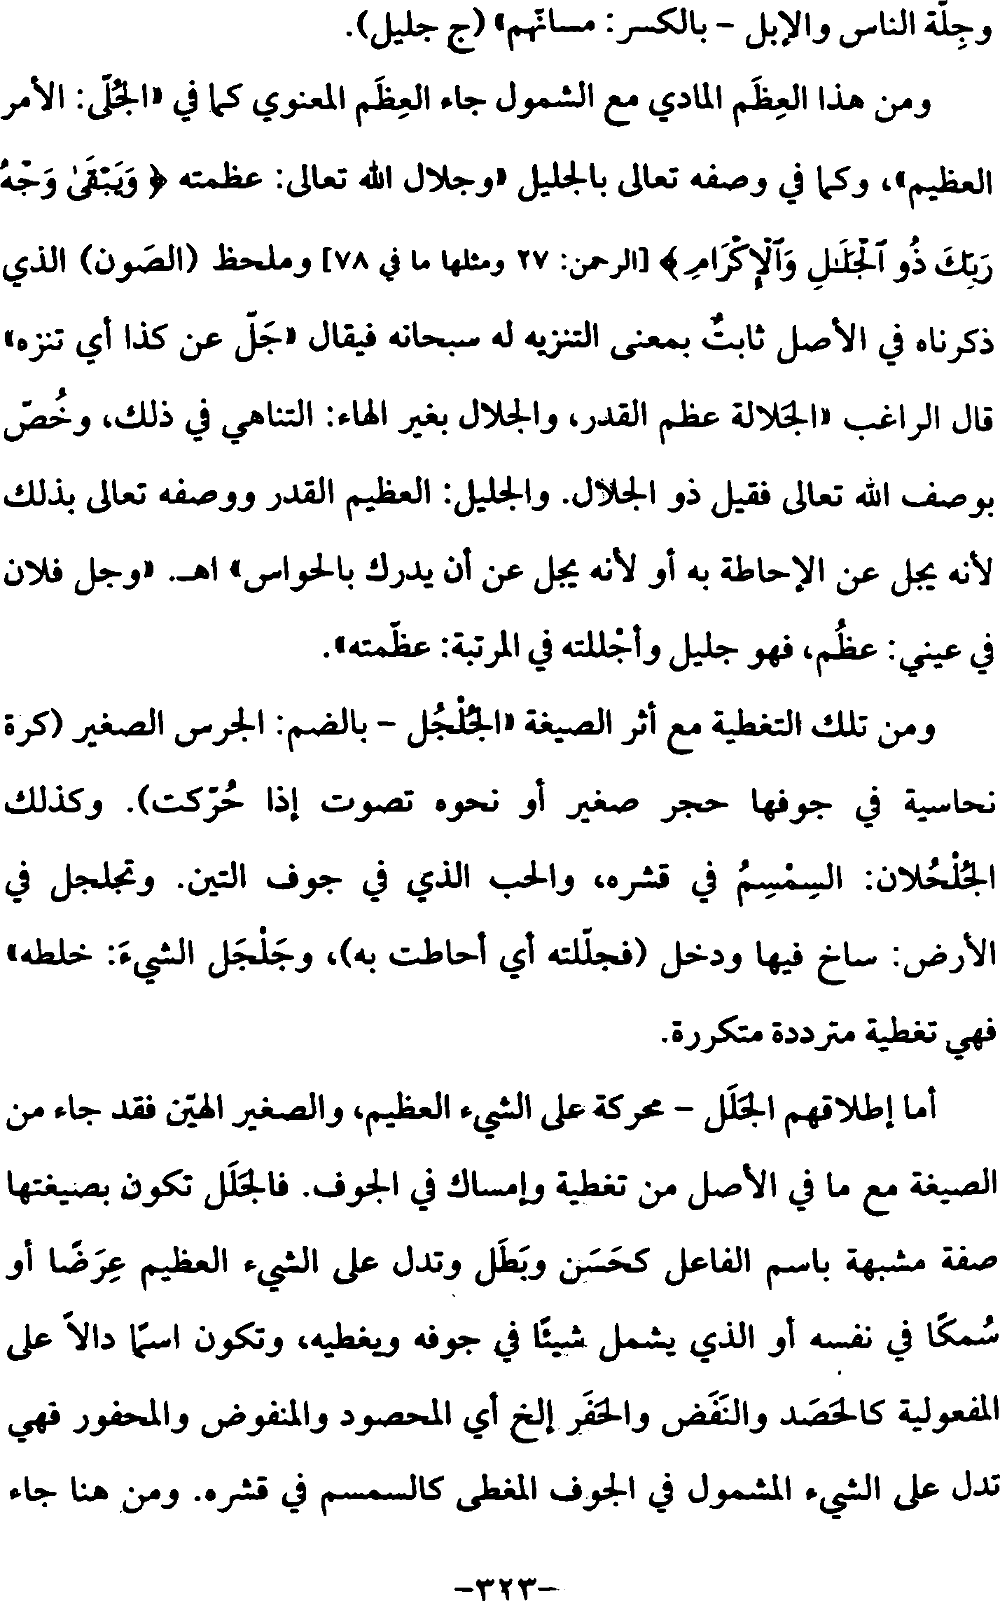 وجِلّة الناس والإبل - بالكسر: مسانّهم» (ج جليل).
ومن هذا العِظَم المادي مع الشمول جاء العِظَم المعنوي كما في «الجُلّى: الأمر
العظيم»، وكما في وصفه تعالى بالجليل «وجلال الله تعالى: عظمته ﴿ وَيَبْقَىٰ وَجْهُ
رَبِّكَ ذُو ٱلْجَلَـٰلِ وَٱلْإِكْرَامِ ﴾ [الرحمن: ٢٧ ومثلها ما في ٧٨] وملحظ (الصَون) الذي
ذكرناه في الأصل ثابتٌ بمعنى التنزيه له سبحانه فيقال «جَلّ عن كذا أي تنزه»
قال الراغب «الجَلالة عظم القدر، والجلال بغير الهاء: التناهي في ذلك، وخُصّ
بوصف الله تعالى فقيل ذو الجلال. والجليل: العظيم القدر ووصفه تعالى بذلك
لأنه يجل عن الإحاطة به أو لأنه يجل عن أن يدرك بالحواس» اهـ. «وجل فلان
في عيني: عظُم، فهو جليل وأجْللته في المرتبة: عظّمته».
ومن تلك التغطية مع أثر الصيغة «الجُلْجُل - بالضم: الجرس الصغير (كرة
نحاسية في جوفها حجر صغير أو نحوه تصوت إذا حُرّكت). وكذلك
الجُلْجُلان: السِمْسِمُ في قشره، والحب الذي في جوف التين. وتجلجل في
الأرض: ساخ فيها ودخل (فجلّلته أي أحاطت به)، وجَلْجَل الشيءَ: خلطه»
فهي تغطية مترددة متكررة.
أما إطلاقهم الجَلَل - محركة على الشيء العظيم، والصغير الهيّن فقد جاء من
الصيغة مع ما في الأصل من تغطية وإمساك في الجوف. فالجَلَل تكون بصيغتها
صفة مشبهة باسم الفاعل كحَسَن وبَطَل وتدل على الشيء العظيم عِرَضًا أو
سُمكًا في نفسه أو الذي يشمل شيئًا في جوفه ويغطيه، وتكون اسمًا دالاً على
المفعولية كالحَصَد والنَفَض والحَفَر إلخ أي المحصود والمنفوض والمحفور فهي
تدل على الشيء المشمول في الجوف المغطى كالسمسم في قشره. ومن هنا جاء
-٣٢٣-